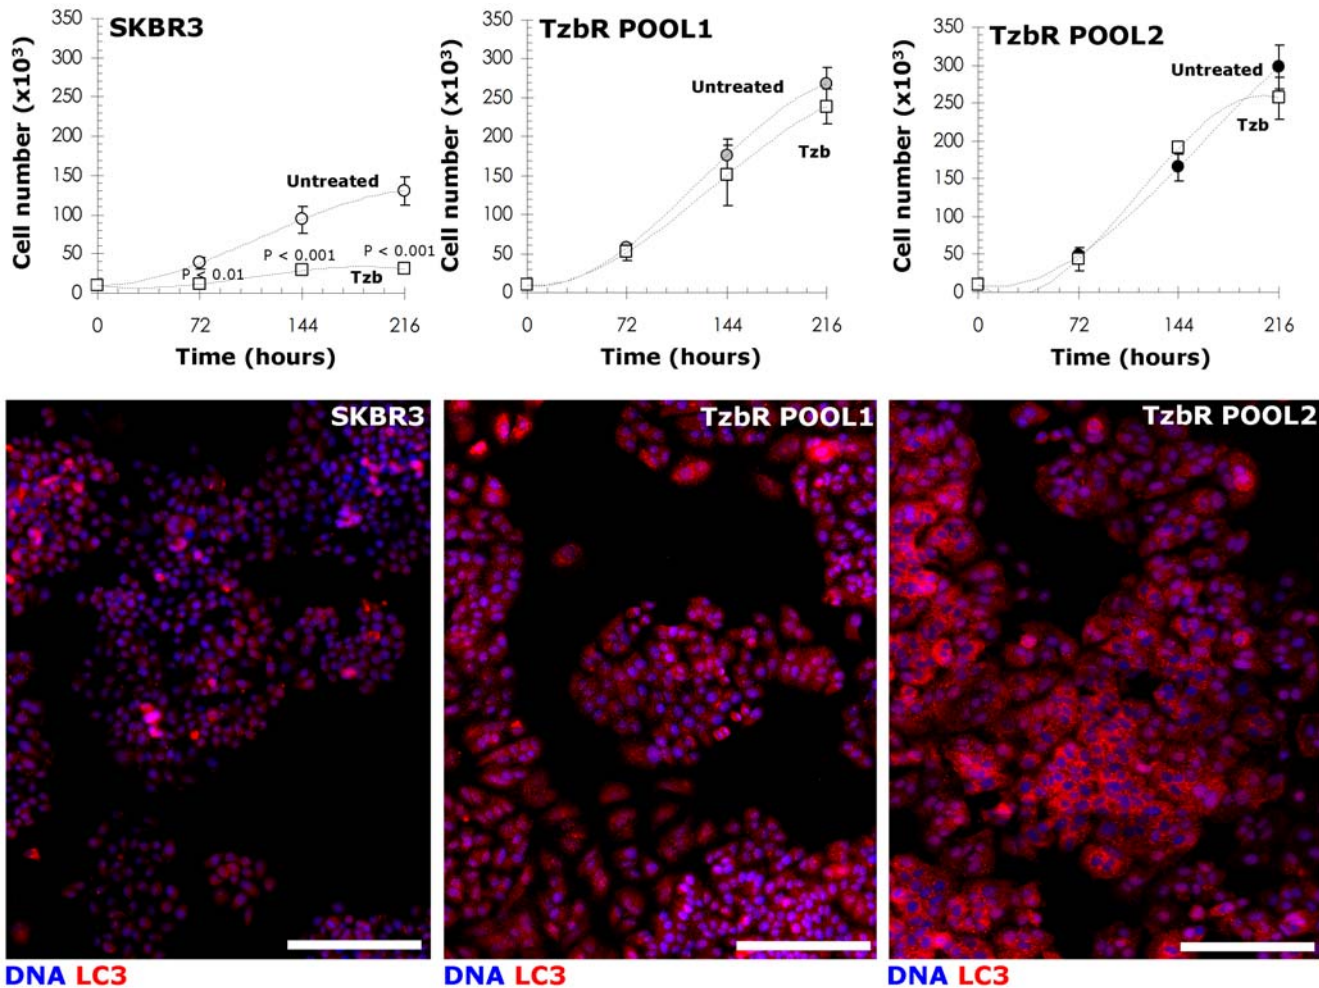 SKBR3
Cell number (x10³)
350
300
250
200
150
100
50
0
Untreated
P < 0.01
P < 0.001
P < 0.001
Tzb
0 72 144 216
Time (hours)
TzbR POOL1
Cell number (x10³)
350
300
250
200
150
100
50
0
Untreated
Tzb
0 72 144 216
Time (hours)
TzbR POOL2
Cell number (x10³)
350
300
250
200
150
100
50
0
Untreated
Tzb
0 72 144 216
Time (hours)
SKBR3
DNA LC3
TzbR POOL1
DNA LC3
TzbR POOL2
DNA LC3